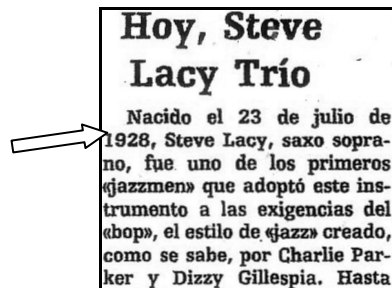 Hoy, Steve
Lacy Trío
Nacido el 23 de julio de
1928, Steve Lacy, saxo sopra-
no, fue uno de los primeros
«jazzmen» que adoptó este ins-
trumento a las exigencias del
«bop», el estilo de «jazz» creado,
como se sabe, por Charlie Par-
ker y Dizzy Gillespia. Hasta